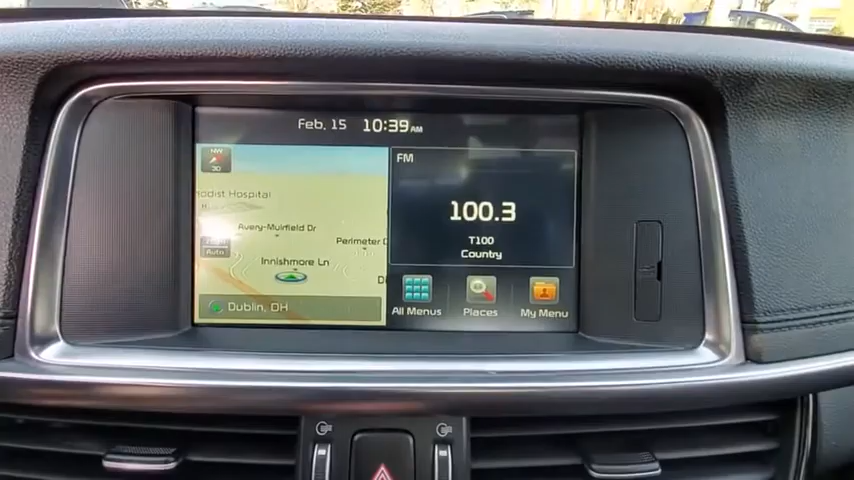 Feb, 15 10:39 AM
NW
FM
odist Hospital
100.3
Avery-Muirfield Dr
Perimeter D
T100
Auto
Country
Innishmore Ln
Dublin, OH
All Menus
Places
My Menu